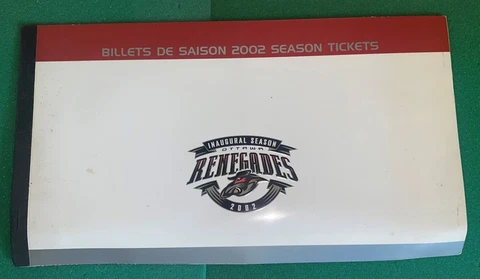 BILLETS DE SAISON 2002 SEASON TICKETS
INAUGURAL SEASON
OTTAWA
RENEGADES
2002